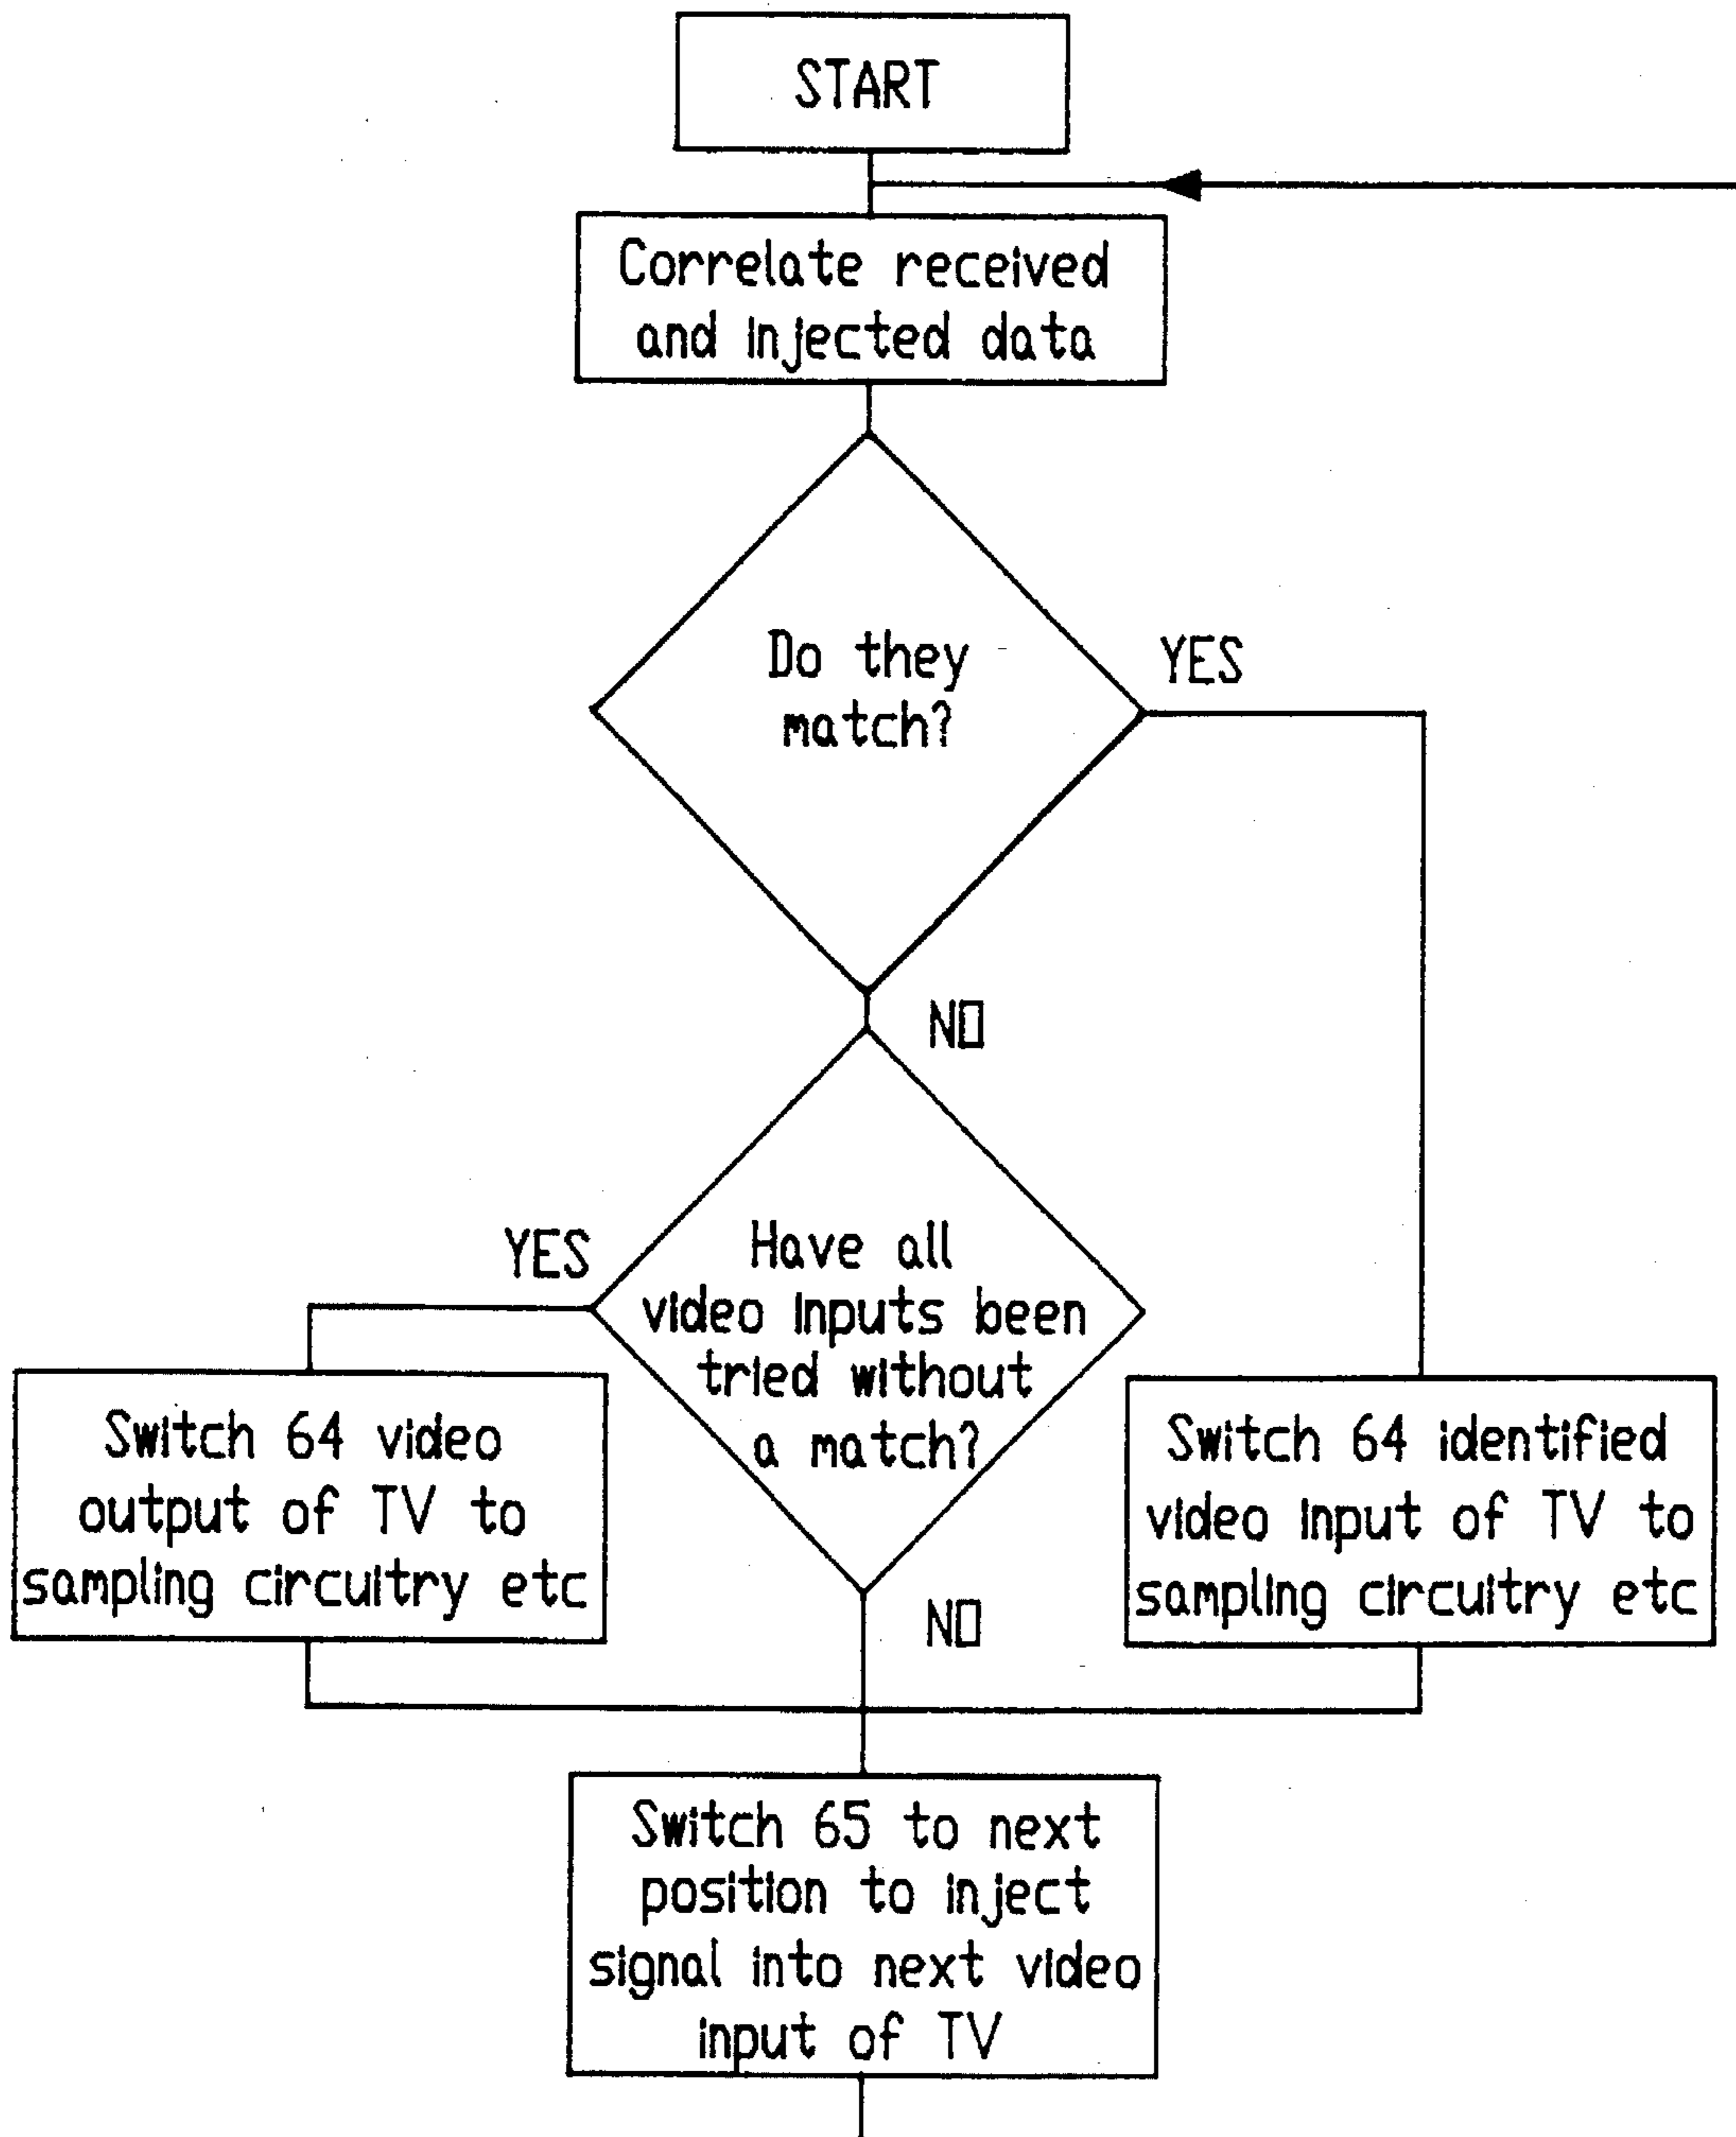 START
Correlate received
and injected data
Do they
match?
YES
NO
Have all
video inputs been
tried without
a match?
YES
Switch 64 video
output of TV to
sampling circuitry etc
Switch 64 identified
video input of TV to
sampling circuitry etc
NO
Switch 65 to next
position to inject
signal into next video
input of TV